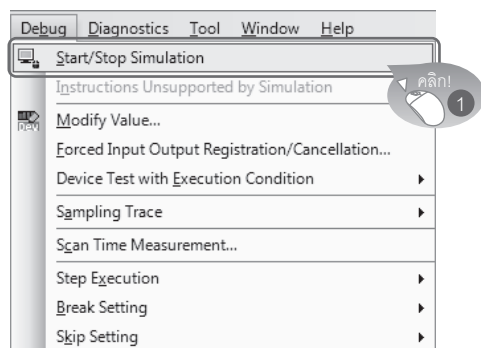 Debug Diagnostics Tool Window Help
Start/Stop Simulation
Instructions Unsupported by Simulation
คลิก!
1
Modify Value...
DEV
Forced Input Output Registration/Cancellation...
Device Test with Execution Condition
Sampling Trace
Scan Time Measurement...
Step Execution
Break Setting
Skip Setting